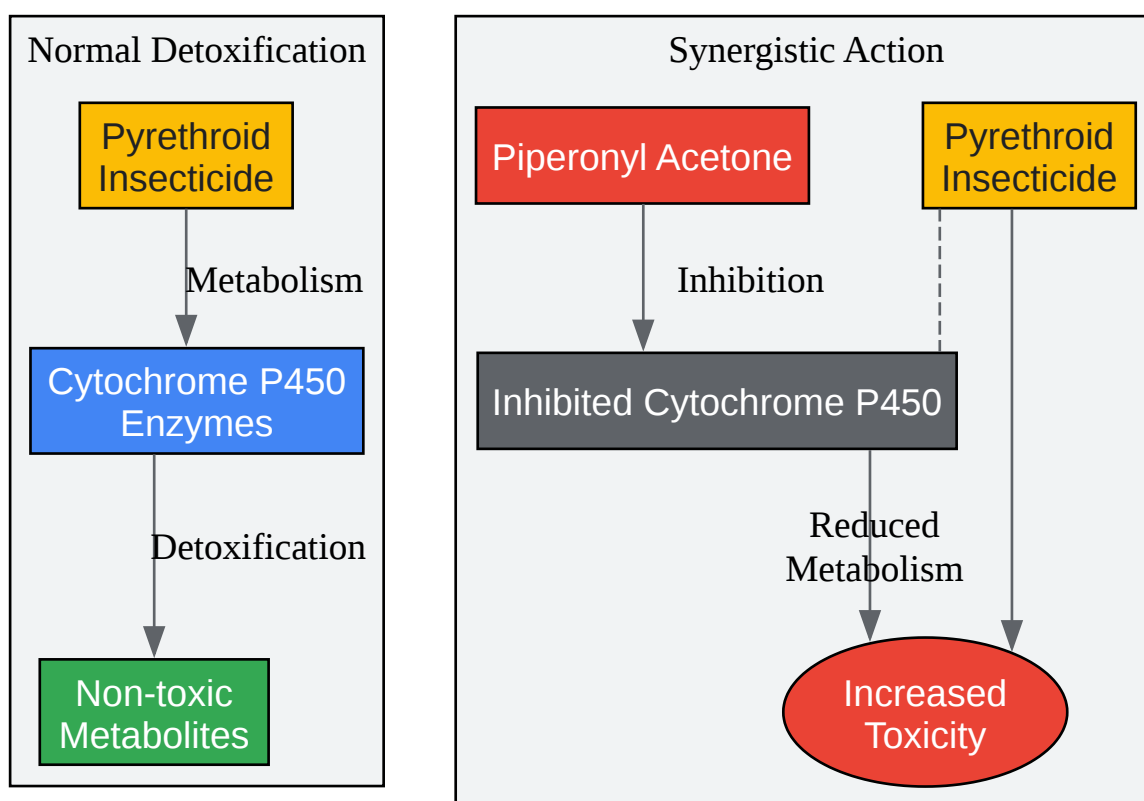 Normal Detoxification
Pyrethroid
Insecticide
Metabolism
Cytochrome P450
Enzymes
Detoxification
Non-toxic
Metabolites
Synergistic Action
Piperonyl Acetone
Pyrethroid
Insecticide
Inhibition
Inhibited Cytochrome P450
Reduced
Metabolism
Increased
Toxicity